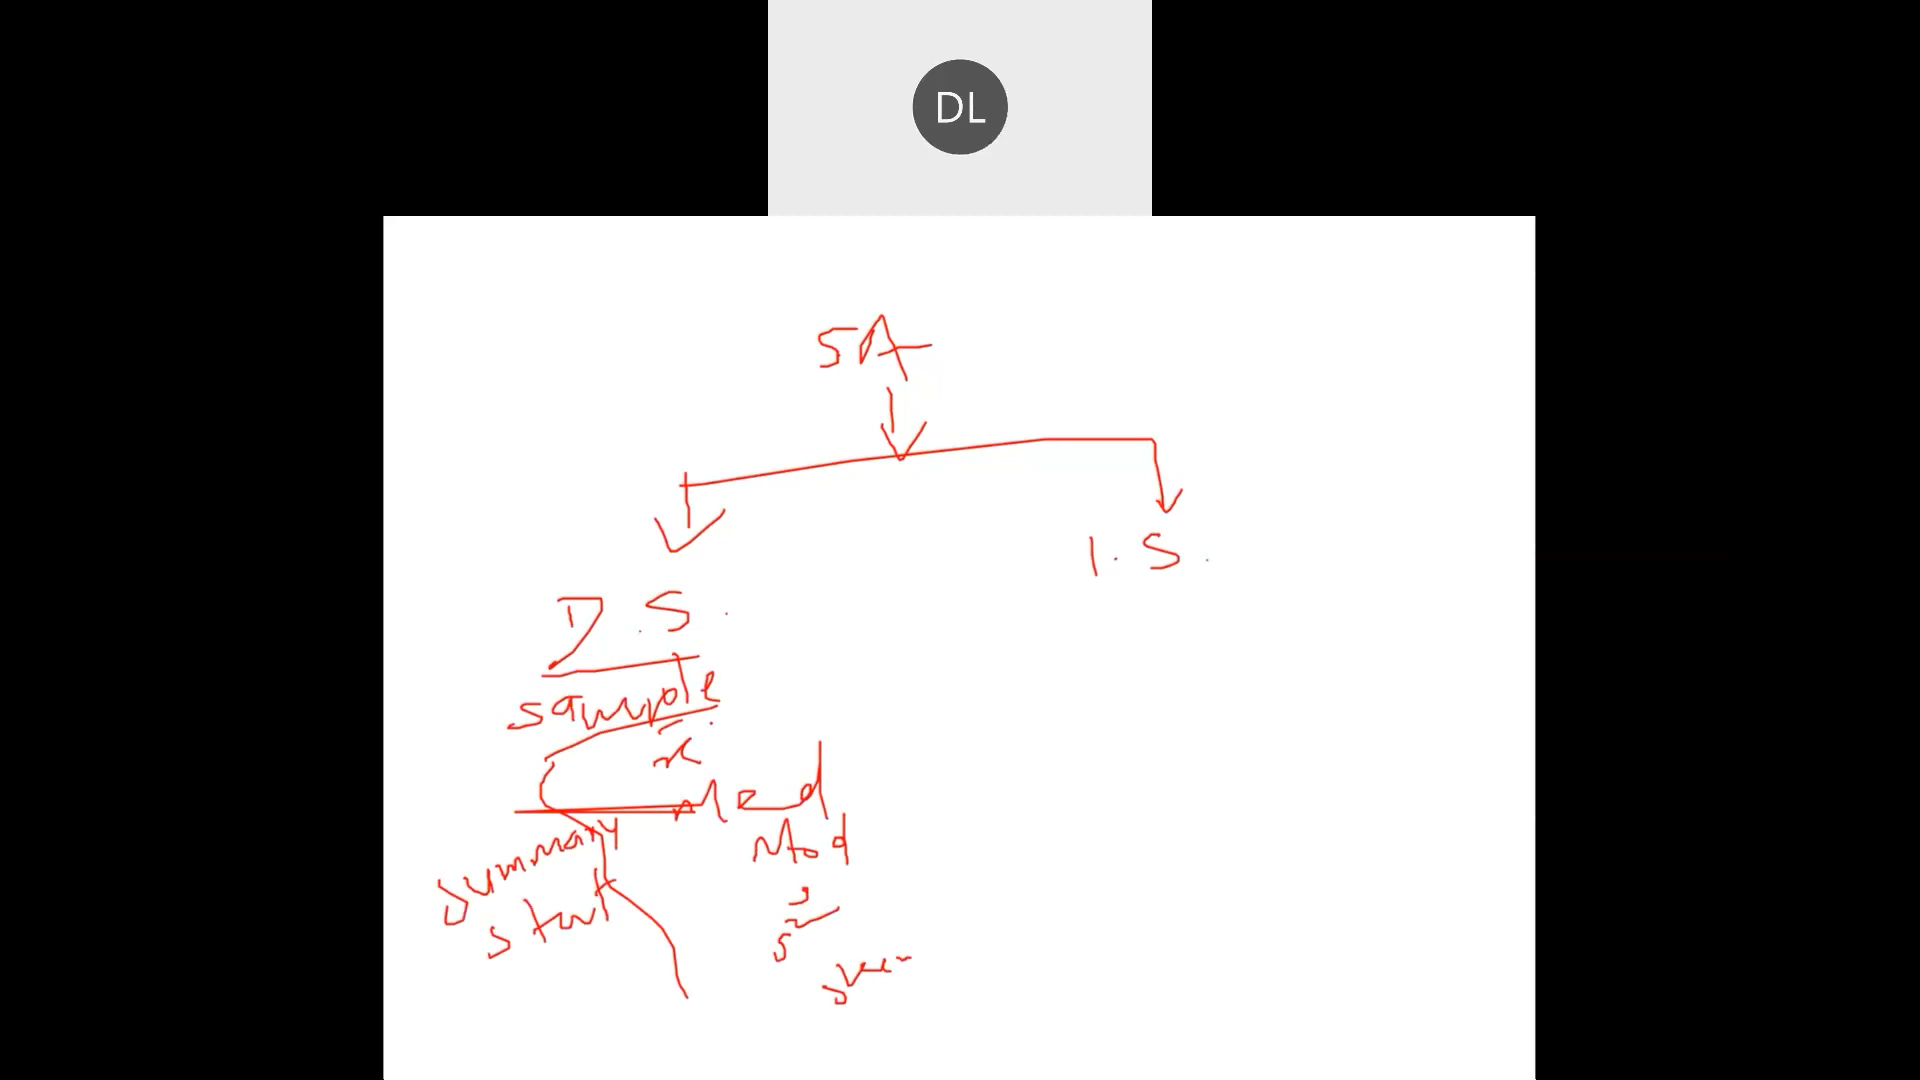 DL
SA
I.S.
D.S.
sample
x̄
Med
Mod
summary
stat
s
s²